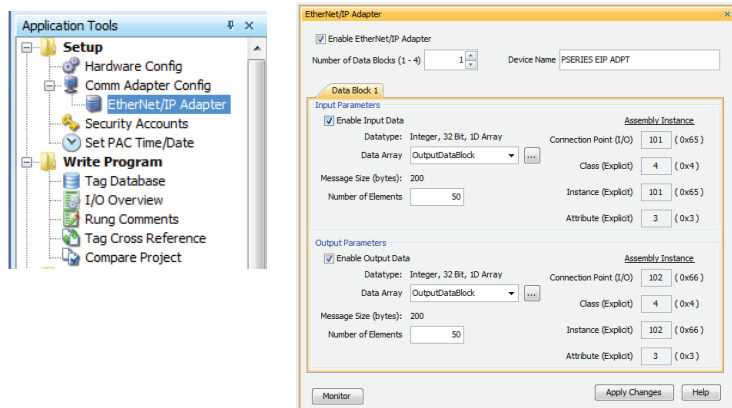 Application Tools
Setup
Hardware Config
Comm Adapter Config
EtherNet/IP Adapter
Security Accounts
Set PAC Time/Date
Write Program
Tag Database
I/O Overview
Rung Comments
Tag Cross Reference
Compare Project
EtherNet/IP Adapter
Enable EtherNet/IP Adapter
Number of Data Blocks (1 - 4) 1 Device Name PSERIES EIP ADPT
Data Block 1
Input Parameters
Enable Input Data Assembly Instance
Datatype: Integer, 32 Bit, 1D Array Connection Point (I/O) 101 ( 0x65 )
Data Array OutputDataBlock ... Class (Explicit) 4 ( 0x4 )
Message Size (bytes): 200
Number of Elements 50 Instance (Explicit) 101 ( 0x65 )
Attribute (Explicit) 3 ( 0x3 )
Output Parameters
Enable Output Data Assembly Instance
Datatype: Integer, 32 Bit, 1D Array Connection Point (I/O) 102 ( 0x66 )
Data Array OutputDataBlock ... Class (Explicit) 4 ( 0x4 )
Message Size (bytes): 200
Number of Elements 50 Instance (Explicit) 102 ( 0x66 )
Attribute (Explicit) 3 ( 0x3 )
Monitor Apply Changes Help